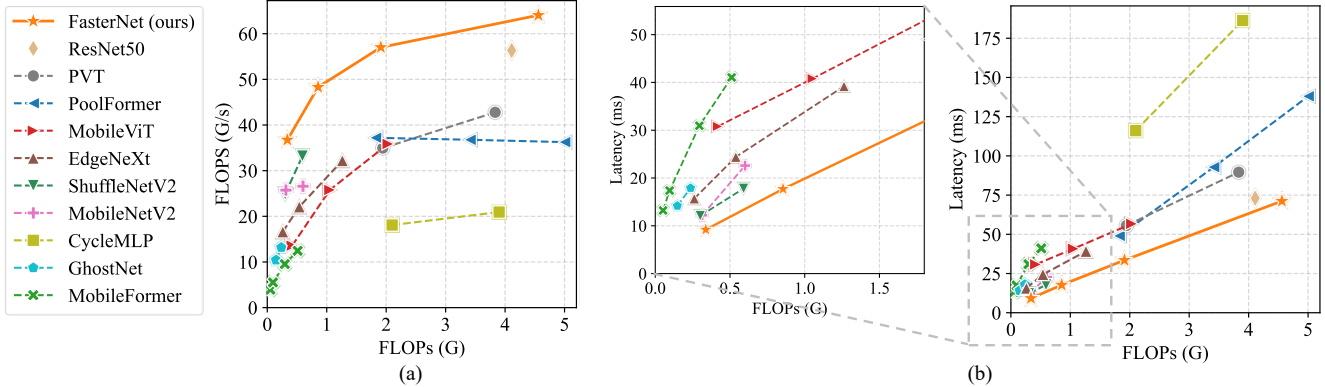 FasterNet (ours)
ResNet50
PVT
PoolFormer
MobileViT
EdgeNeXt
ShuffleNetV2
MobileNetV2
CycleMLP
GhostNet
MobileFormer
FLOPS (G/s)
60
50
40
30
20
10
0
0 1 2 3 4 5
FLOPs (G)
(a)
Latency (ms)
50
40
30
20
10
0
0.0 0.5 1.0 1.5
FLOPs (G)
Latency (ms)
175
150
125
100
75
50
25
0
0 1 2 3 4 5
FLOPs (G)
(b)